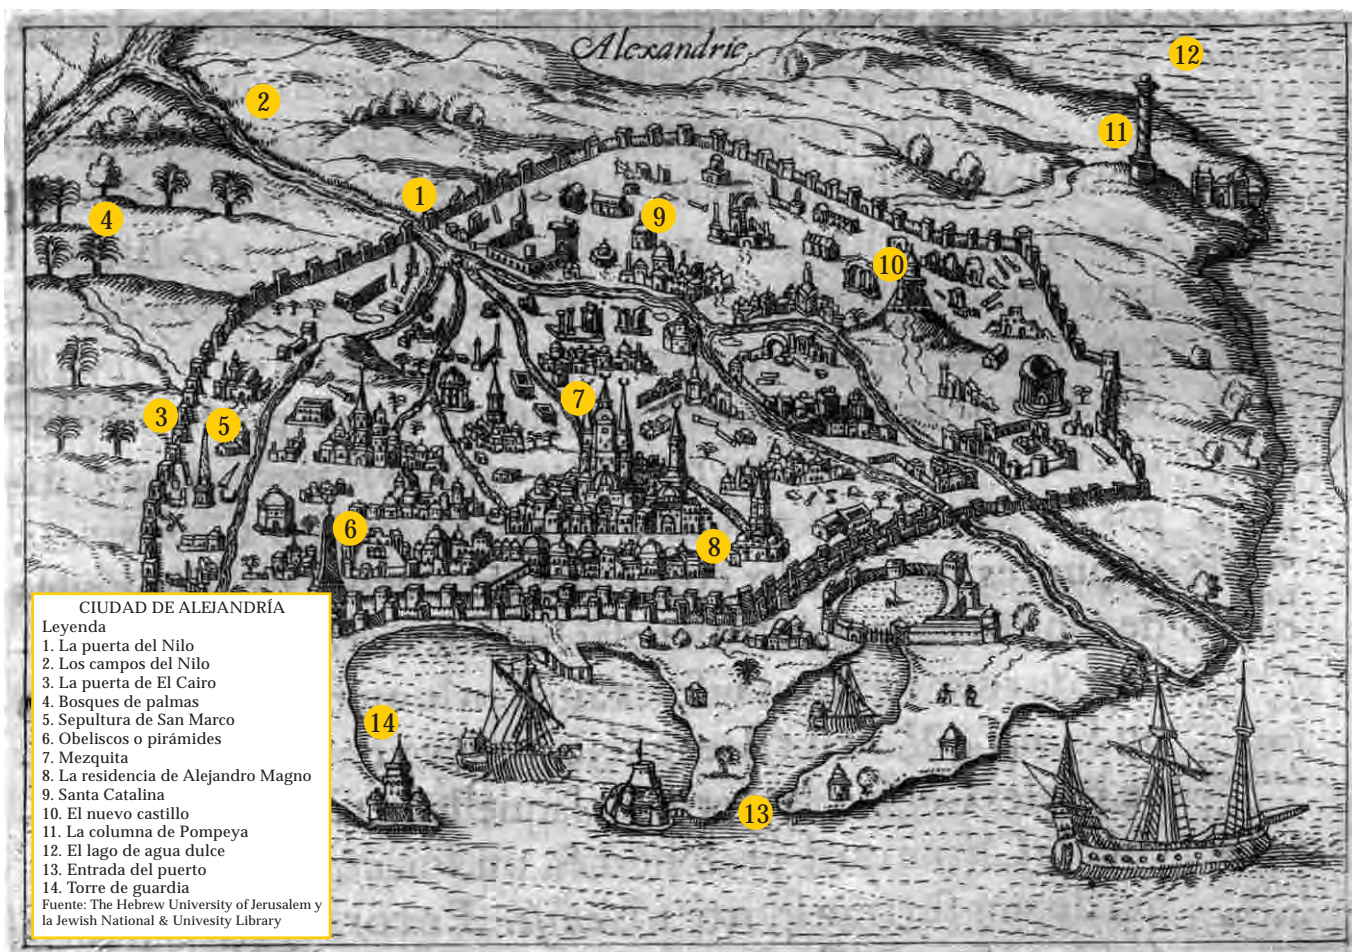 Alexandrie
12
2
11
1
9
4
10
7
3
5
6
8
14
13
CIUDAD DE ALEJANDRÍA
Leyenda
1. La puerta del Nilo
2. Los campos del Nilo
3. La puerta de El Cairo
4. Bosques de palmas
5. Sepultura de San Marco
6. Obeliscos o pirámides
7. Mezquita
8. La residencia de Alejandro Magno
9. Santa Catalina
10. El nuevo castillo
11. La columna de Pompeya
12. El lago de agua dulce
13. Entrada del puerto
14. Torre de guardia
Fuente: The Hebrew University of Jerusalem y
la Jewish National & Univesity Library